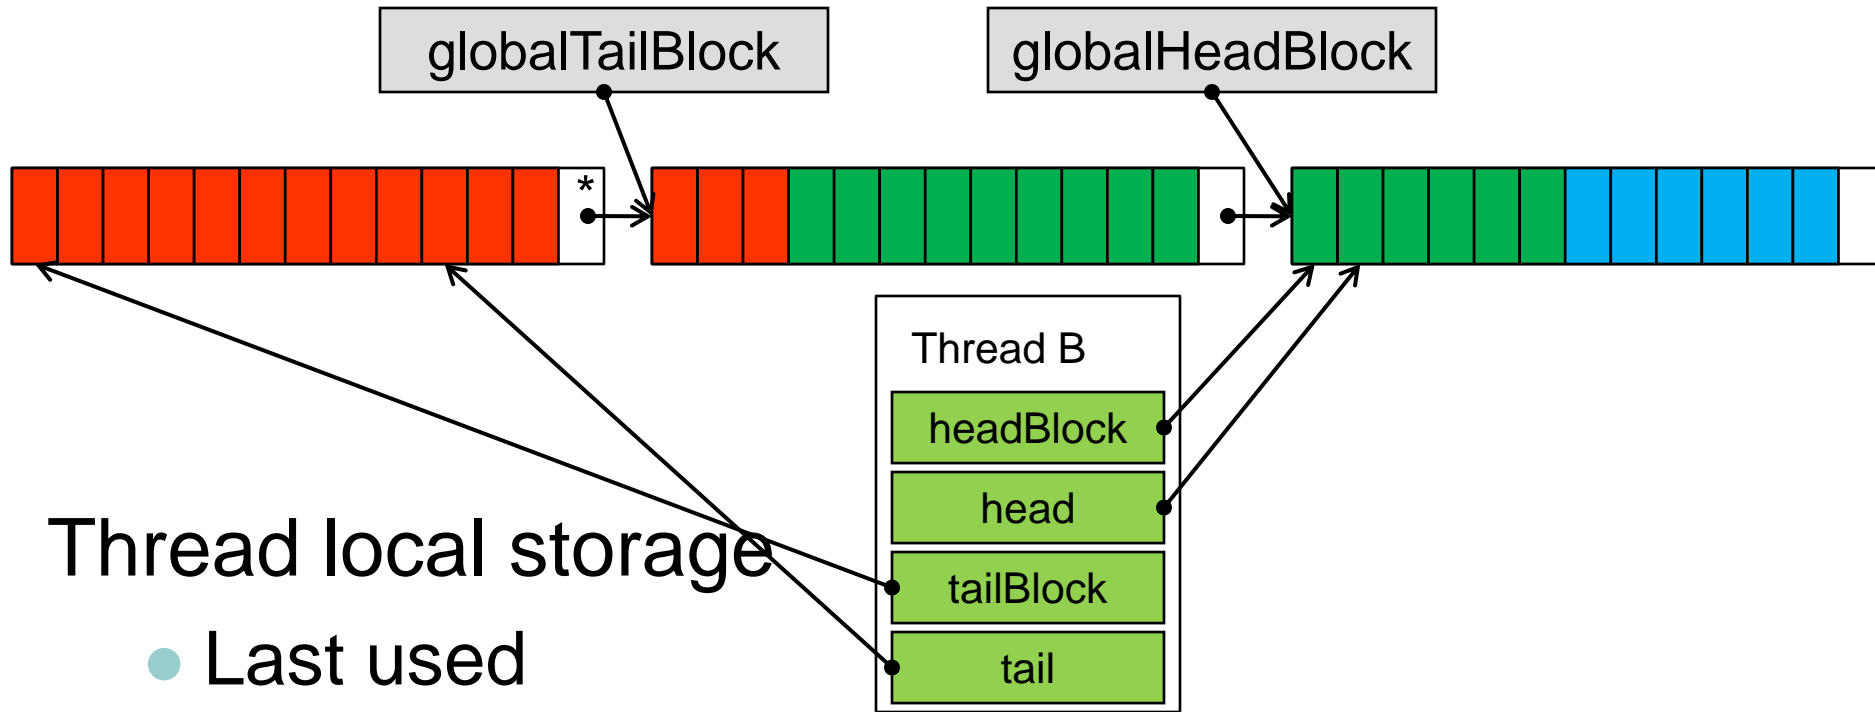 globalTailBlock
globalHeadBlock
*
Thread B
headBlock
head
tailBlock
tail
Thread local storage
Last used